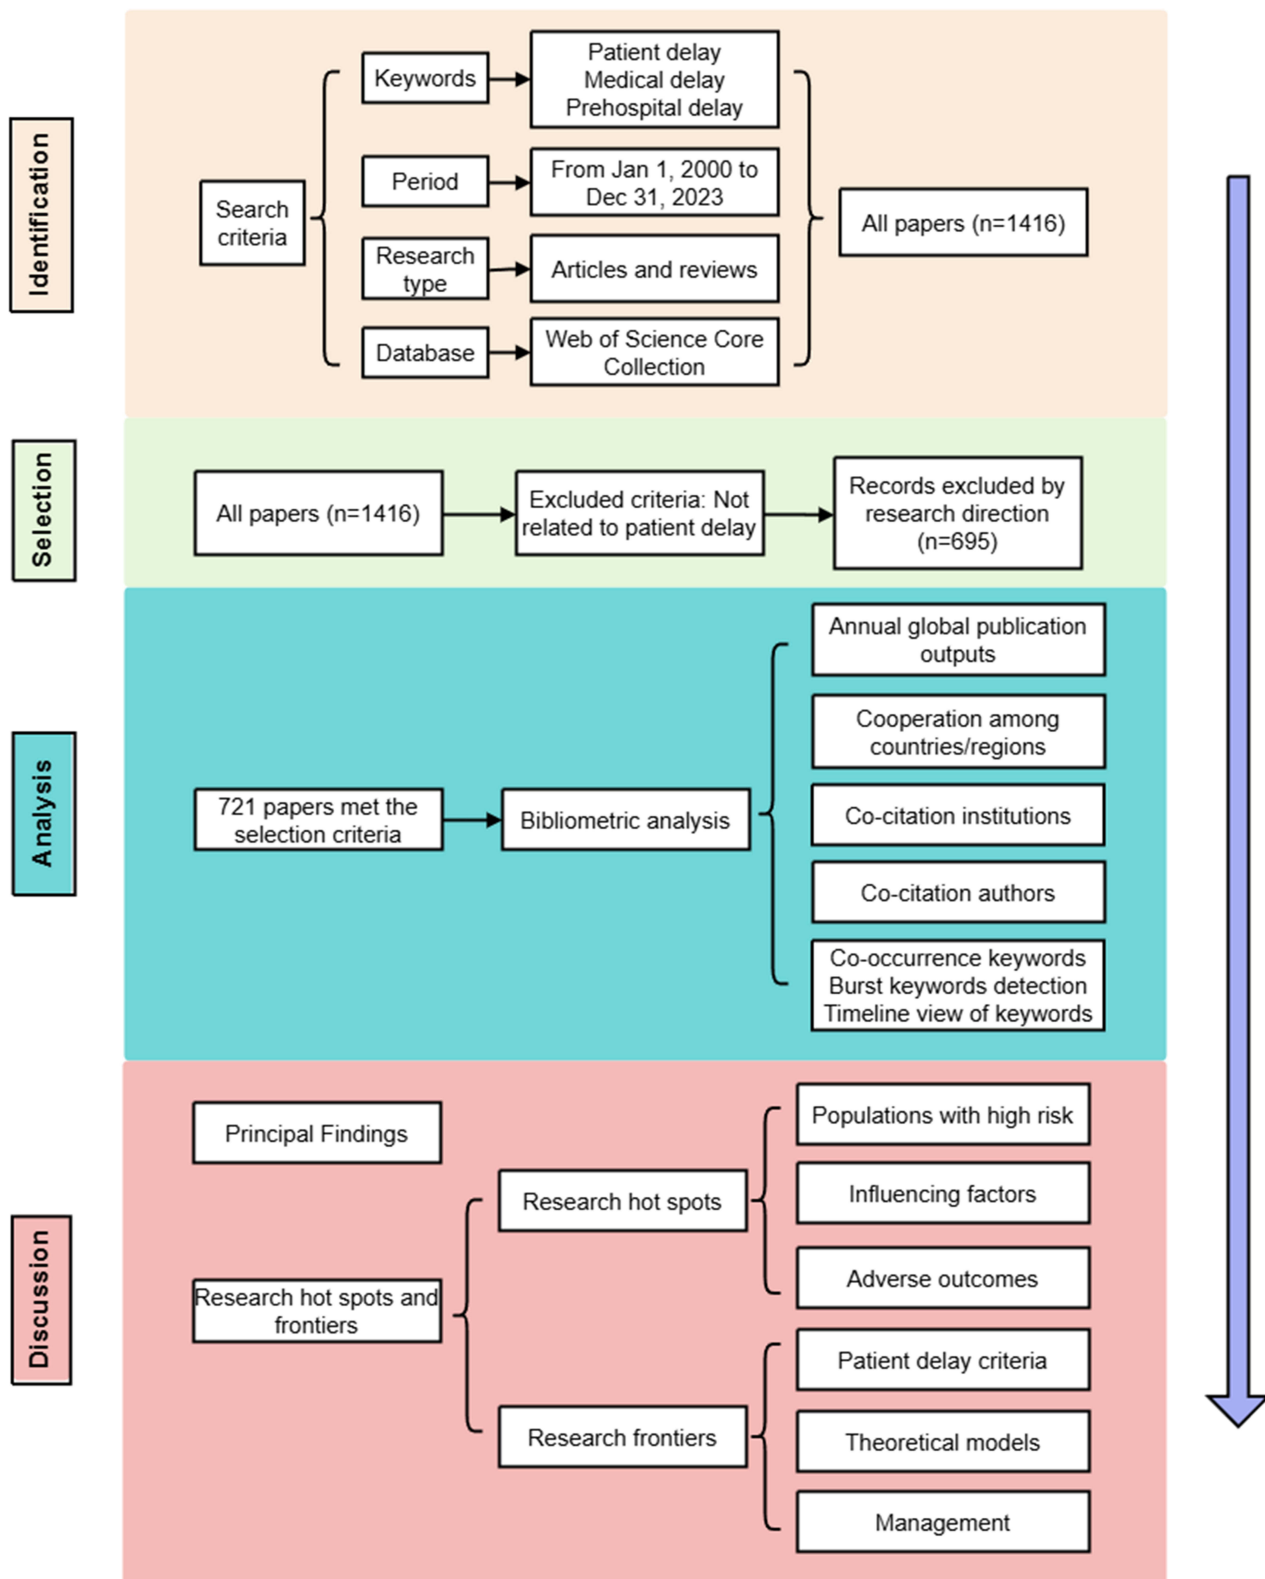 Identification
Search
criteria
Keywords
Patient delay
Medical delay
Prehospital delay
Period
From Jan 1, 2000 to
Dec 31, 2023
Research
type
Articles and reviews
Database
Web of Science Core
Collection
All papers (n=1416)
Selection
All papers (n=1416)
Excluded criteria: Not
related to patient delay
Records excluded by
research direction
(n=695)
Analysis
721 papers met the
selection criteria
Bibliometric analysis
Annual global publication
outputs
Cooperation among
countries/regions
Co-citation institutions
Co-citation authors
Co-occurrence keywords
Burst keywords detection
Timeline view of keywords
Discussion
Principal Findings
Research hot spots and
frontiers
Research hot spots
Populations with high risk
Influencing factors
Adverse outcomes
Research frontiers
Patient delay criteria
Theoretical models
Management